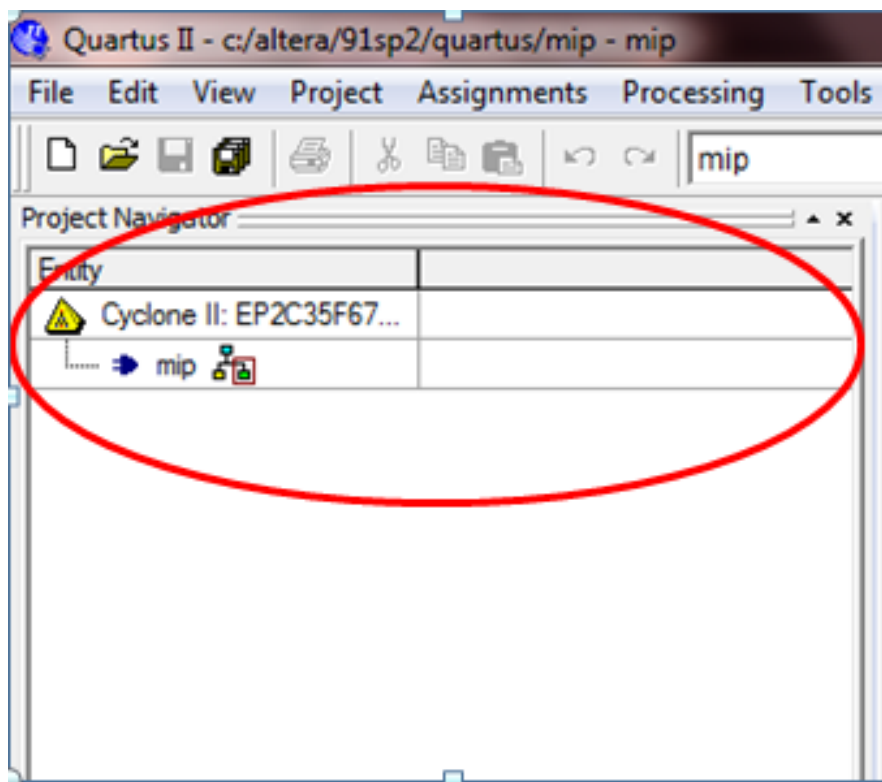 Quartus II - c:/altera/91sp2/quartus/mip - mip
File Edit View Project Assignments Processing Tools
mip
Project Navigator
Entity
Cyclone II: EP2C35F67...
mip